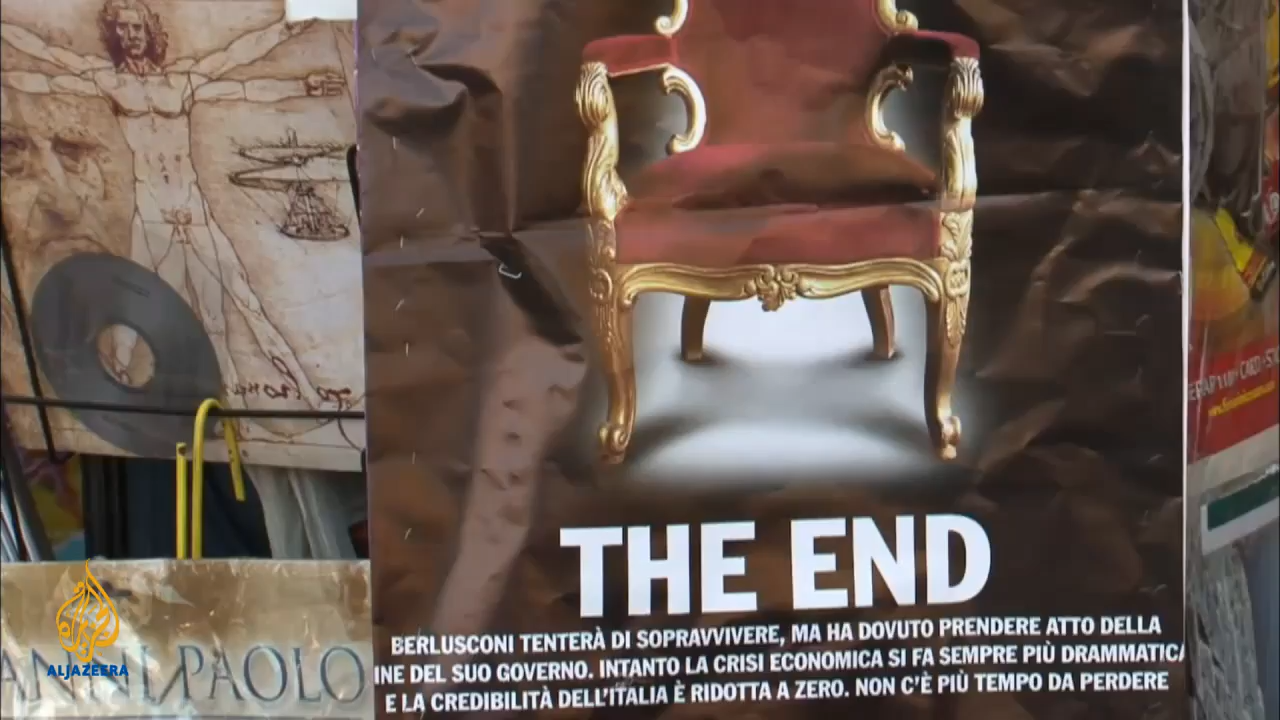 THE END
BERLUSCONI TENTERÀ DI SOPRAVVIVERE, MA HA DOVUTO PRENDERE ATTO DELLA
INE DEL SUO GOVERNO. INTANTO LA CRISI ECONOMICA SI FA SEMPRE PIÙ DRAMMATICA
E LA CREDIBILITÀ DELL'ITALIA È RIDOTTA A ZERO. NON C'È PIÙ TEMPO DA PERDERE
PAOLO
ALJAZEERA